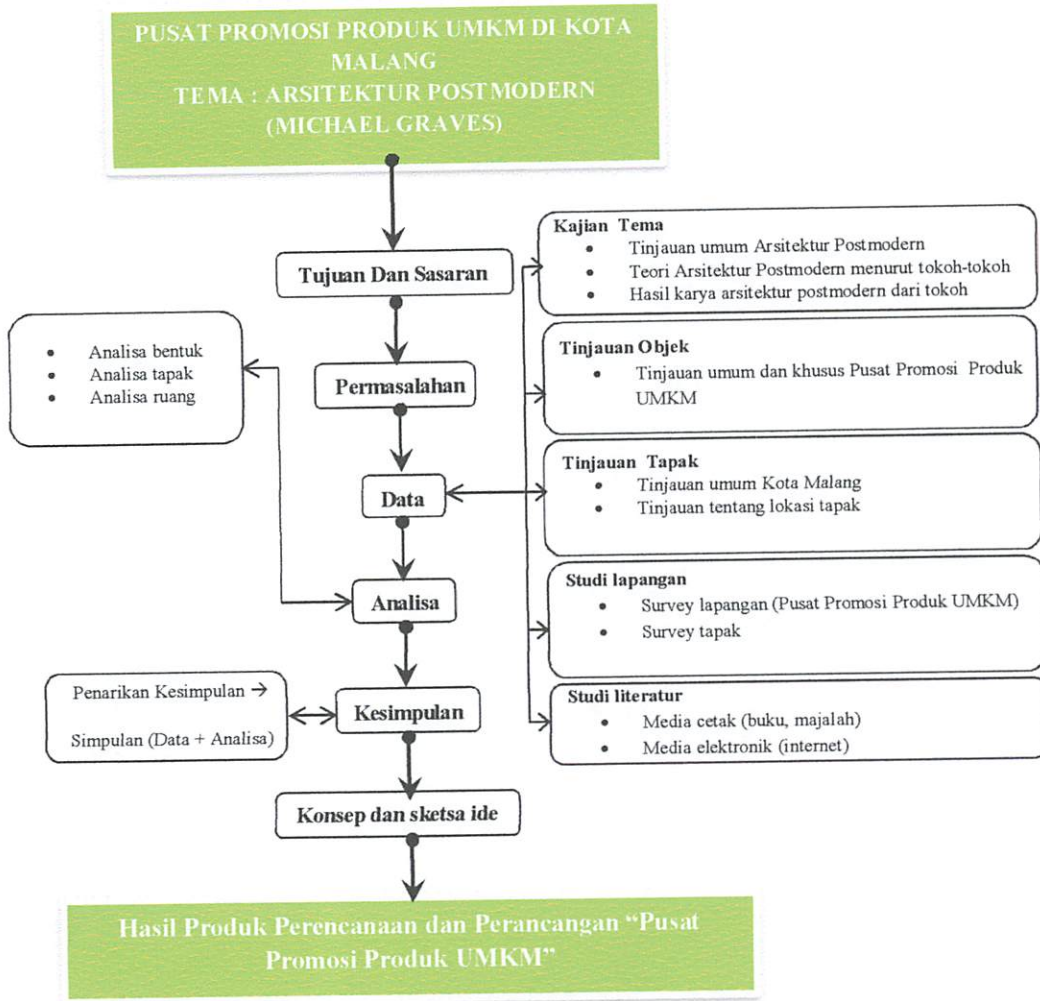 PUSAT PROMOSI PRODUK UMKM DI KOTA
MALANG
TEMA : ARSITEKTUR POSTMODERN
(MICHAEL GRAVES)
Tujuan Dan Sasaran
Permasalahan
Data
Analisa
Kesimpulan
Konsep dan sketsa ide
Hasil Produk Perencanaan dan Perancangan “Pusat
Promosi Produk UMKM”
• Analisa bentuk
• Analisa tapak
• Analisa ruang
Penarikan Kesimpulan →
Simpulan (Data + Analisa)
Kajian Tema
• Tinjauan umum Arsitektur Postmodern
• Teori Arsitektur Postmodern menurut tokoh-tokoh
• Hasil karya arsitektur postmodern dari tokoh
Tinjauan Objek
• Tinjauan umum dan khusus Pusat Promosi Produk
UMKM
Tinjauan Tapak
• Tinjauan umum Kota Malang
• Tinjauan tentang lokasi tapak
Studi lapangan
• Survey lapangan (Pusat Promosi Produk UMKM)
• Survey tapak
Studi literatur
• Media cetak (buku, majalah)
• Media elektronik (internet)